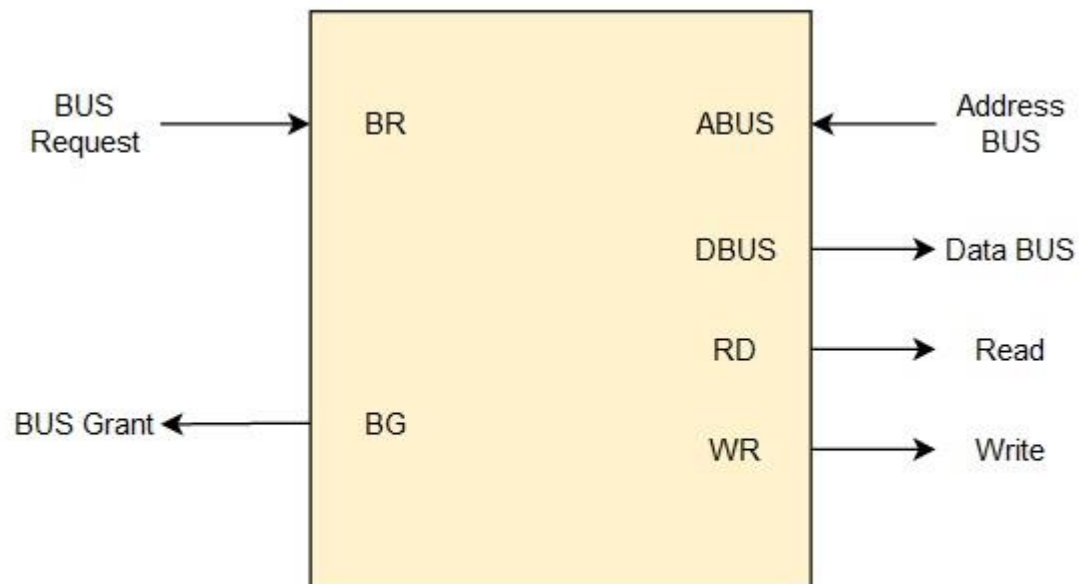 BUS
Request
BR
ABUS
Address
BUS
DBUS
Data BUS
RD
Read
BUS Grant
BG
WR
Write